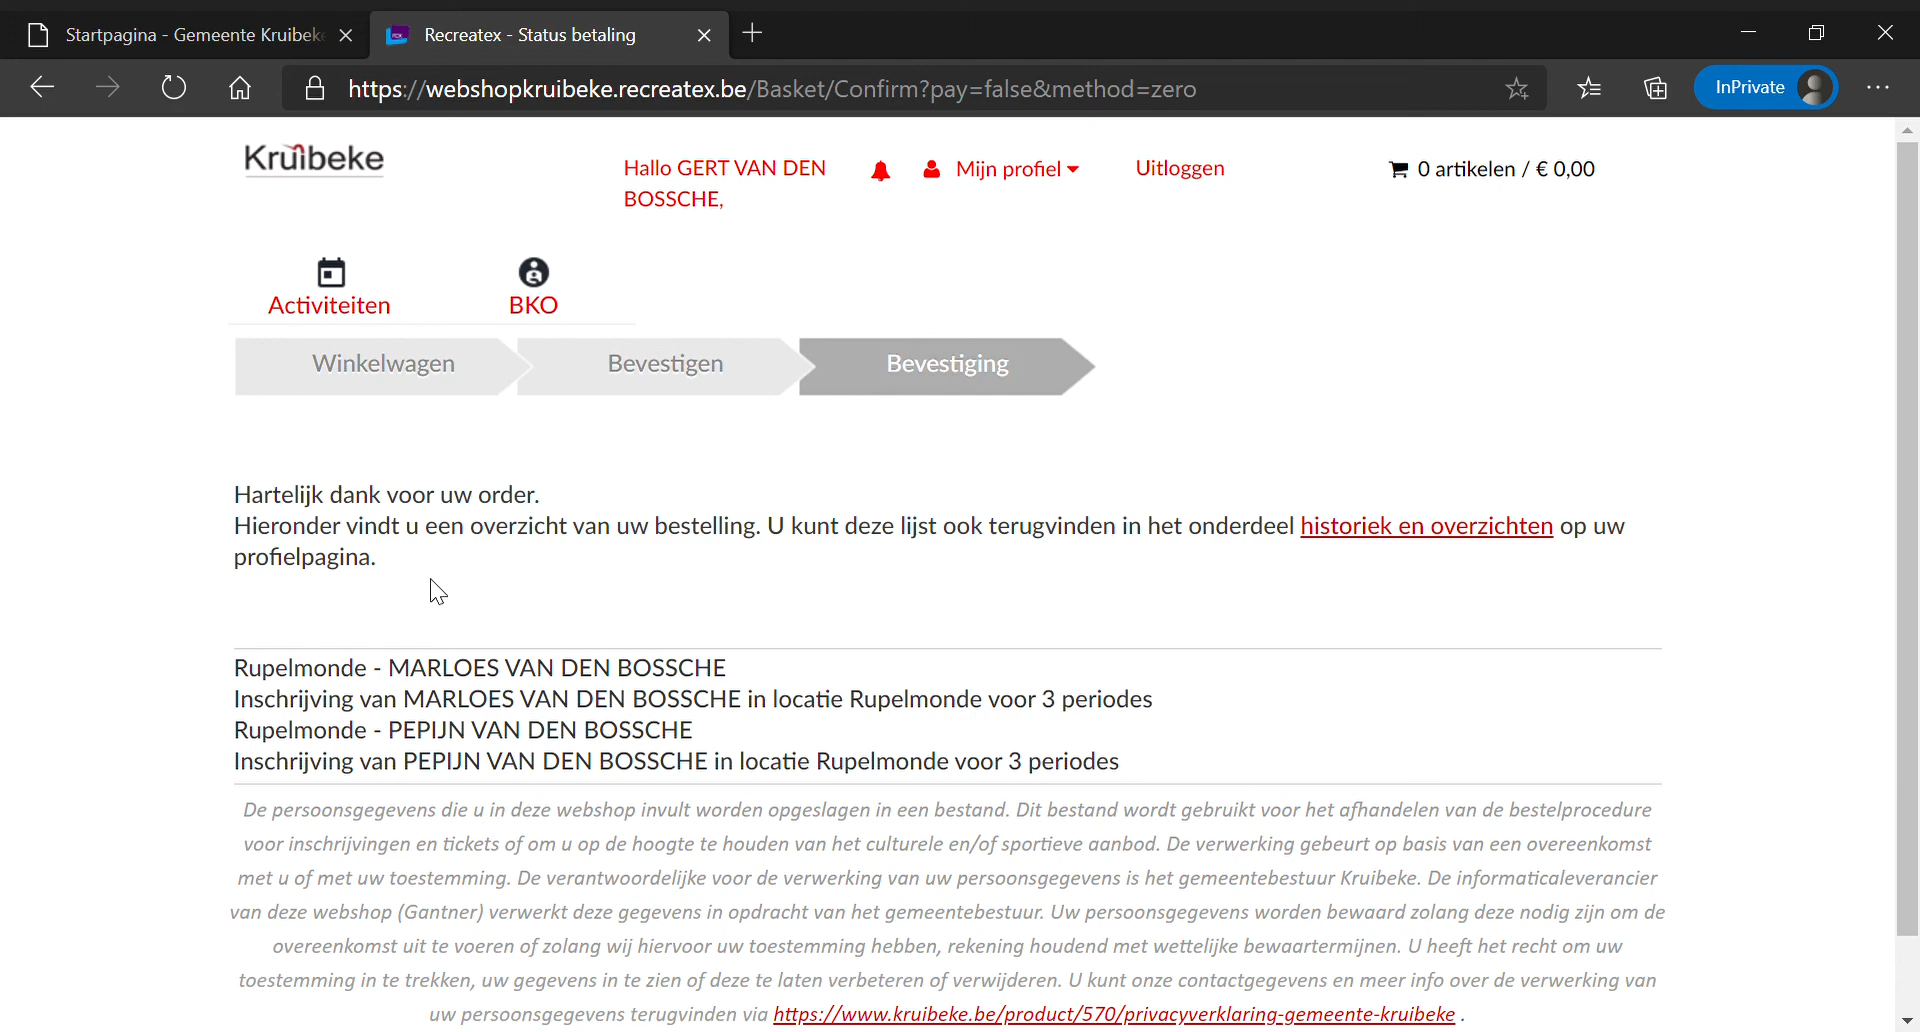 Startpagina - Gemeente Kruibek
Recreatex - Status betaling
https://webshopkruibeke.recreatex.be/Basket/Confirm?pay=false&method=zero
InPrivate
Kruibeke
Hallo GERT VAN DEN
BOSSCHE,
Mijn profiel
Uitloggen
0 artikelen / € 0,00
Activiteiten
BKO
Winkelwagen
Bevestigen
Bevestiging
Hartelijk dank voor uw order.
Hieronder vindt u een overzicht van uw bestelling. U kunt deze lijst ook terugvinden in het onderdeel historiek en overzichten op uw
profielpagina.
Rupelmonde - MARLOES VAN DEN BOSSCHE
Inschrijving van MARLOES VAN DEN BOSSCHE in locatie Rupelmonde voor 3 periodes
Rupelmonde - PEPIJN VAN DEN BOSSCHE
Inschrijving van PEPIJN VAN DEN BOSSCHE in locatie Rupelmonde voor 3 periodes
De persoonsgegevens die u in deze webshop invult worden opgeslagen in een bestand. Dit bestand wordt gebruikt voor het afhandelen van de bestelprocedure
voor inschrijvingen en tickets of om u op de hoogte te houden van het culturele en/of sportieve aanbod. De verwerking gebeurt op basis van een overeenkomst
met u of met uw toestemming. De verantwoordelijke voor de verwerking van uw persoonsgegevens is het gemeentebestuur Kruibeke. De informaticaleverancier
van deze webshop (Gantner) verwerkt deze gegevens in opdracht van het gemeentebestuur. Uw persoonsgegevens worden bewaard zolang deze nodig zijn om de
overeenkomst uit te voeren of zolang wij hiervoor uw toestemming hebben, rekening houdend met wettelijke bewaartermijnen. U heeft het recht om uw
toestemming in te trekken, uw gegevens in te zien of deze te laten verbeteren of verwijderen. U kunt onze contactgegevens en meer info over de verwerking van
uw persoonsgegevens terugvinden via https://www.kruibeke.be/product/570/privacyverklaring-gemeente-kruibeke .